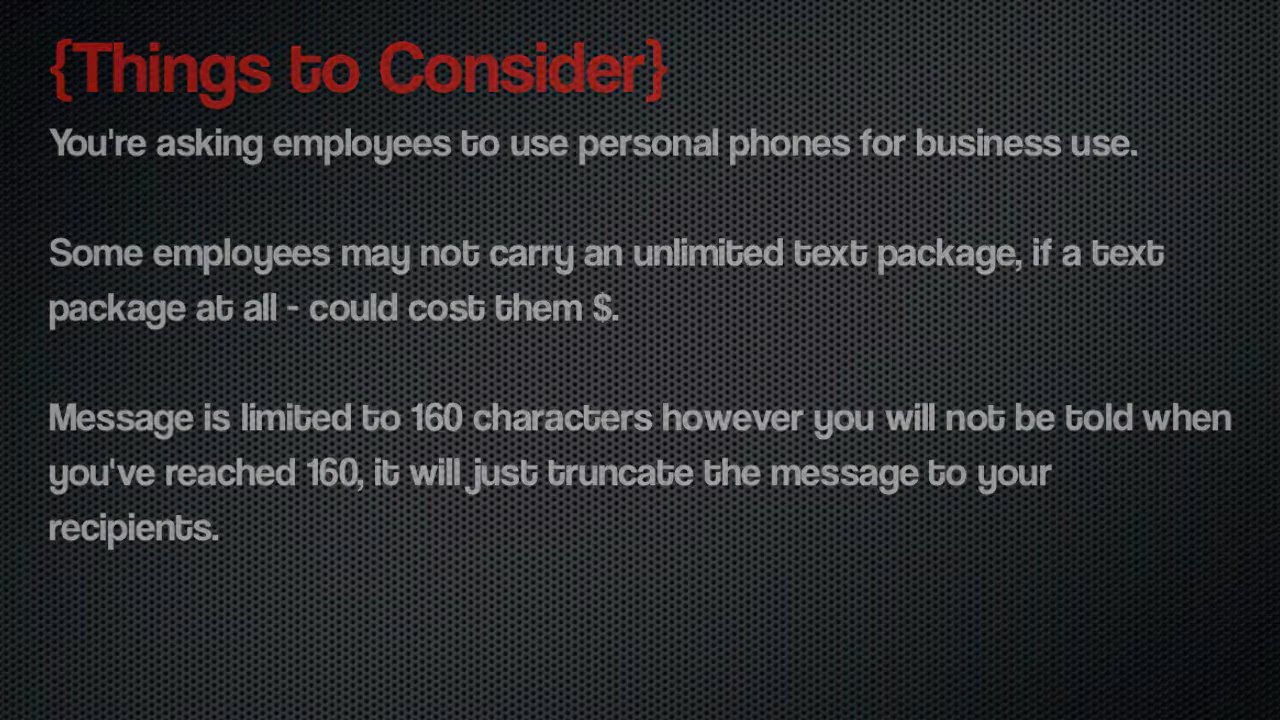 {Things to Consider}
You're asking employees to use personal phones for business use.
Some employees may not carry an unlimited text package, if a text
package at all - could cost them $.
Message is limited to 160 characters however you will not be told when
you've reached 160, it will just truncate the message to your
recipients.